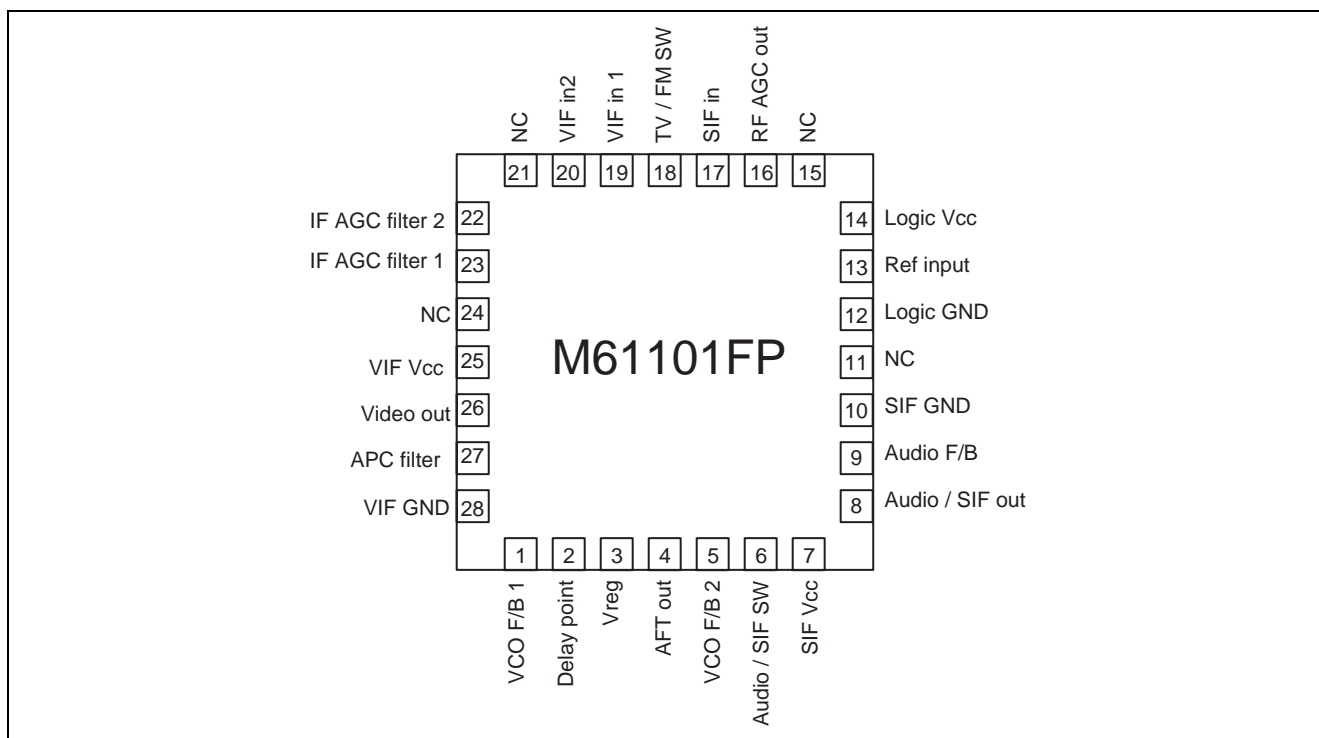 NC
VIF in2
VIF in 1
TV / FM SW
SIF in
RF AGC out
NC
21
20
19
18
17
16
15
IF AGC filter 2
22
IF AGC filter 1
23
NC
24
VIF Vcc
25
Video out
26
APC filter
27
VIF GND
28
M61101FP
14
Logic Vcc
13
Ref input
12
Logic GND
11
NC
10
SIF GND
9
Audio F/B
8
Audio / SIF out
1
2
3
4
5
6
7
VCO F/B 1
Delay point
Vreg
AFT out
VCO F/B 2
Audio / SIF SW
SIF Vcc